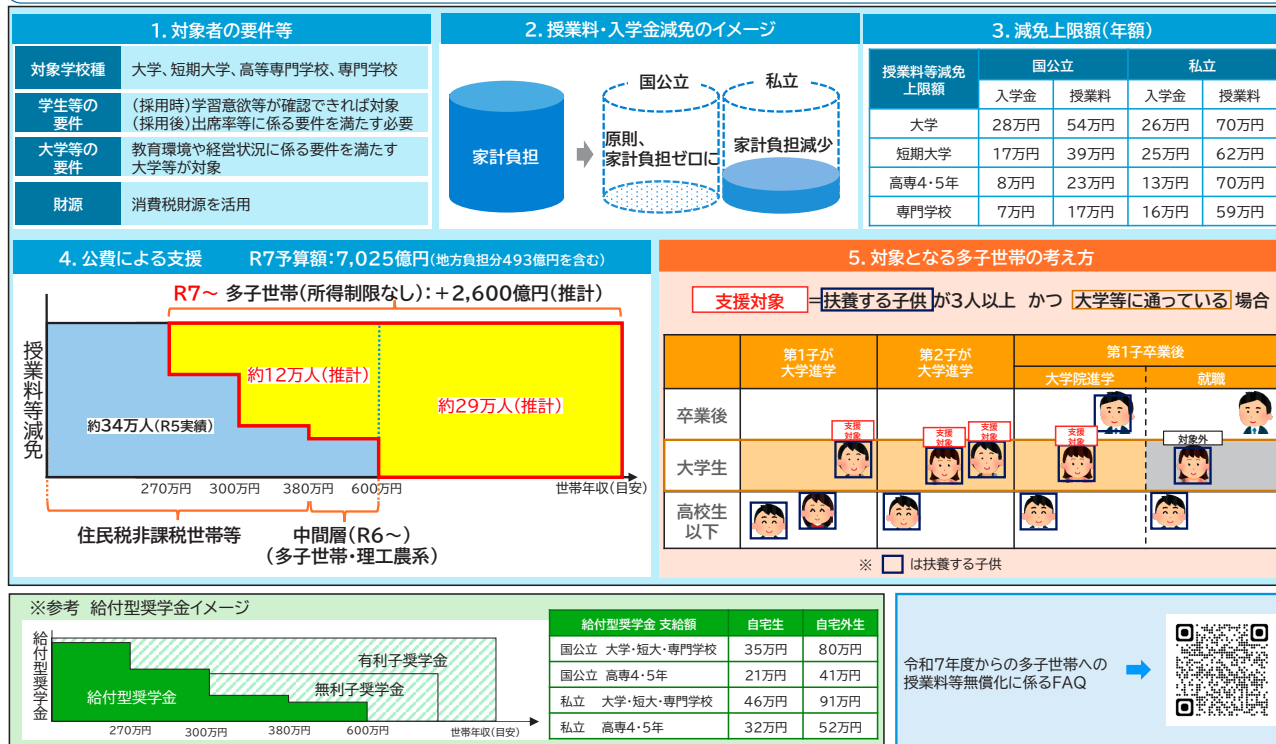 1．対象者の要件等
対象学校種 大学、短期大学、高等専門学校、専門学校
学生等の
要件
(採用時)学習意欲等が確認できれば対象
(採用後)出席率等に係る要件を満たす必要
大学等の
要件
教育環境や経営状況に係る要件を満たす
大学等が対象
財源 消費税財源を活用
2．授業料・入学金減免のイメージ
家計負担
国公立
原則、
家計負担ゼロに
私立
家計負担減少
3．減免上限額(年額)
授業料等減免
上限額
国公立 私立
入学金 授業料 入学金 授業料
大学 28万円 54万円 26万円 70万円
短期大学 17万円 39万円 25万円 62万円
高専4・5年 8万円 23万円 13万円 70万円
専門学校 7万円 17万円 16万円 59万円
4．公費による支援 R7予算額：7,025億円(地方負担分493億円を含む)
R7～ 多子世帯(所得制限なし)：＋2,600億円(推計)
授業料等減免
約12万人(推計)
約29万人(推計)
約34万人(R5実績)
270万円 300万円 380万円 600万円 世帯年収(目安)
住民税非課税世帯等
中間層(R6～)
(多子世帯・理工農系)
5．対象となる多子世帯の考え方
支援対象 ＝扶養する子供 が3人以上 かつ 大学等に通っている 場合
第1子が
大学進学
第2子が
大学進学
第1子卒業後
大学院進学 就職
卒業後
支援
対象
支援
対象
支援
対象
支援
対象
対象外
大学生
高校生
以下
※ は扶養する子供
※参考 給付型奨学金イメージ
給付型奨学金
有利子奨学金
無利子奨学金
給付型奨学金
270万円 300万円 380万円 600万円 世帯年収(目安)
給付型奨学金 支給額 自宅生 自宅外生
国公立 大学・短大・専門学校 35万円 80万円
国公立 高専4・5年 21万円 41万円
私立 大学・短大・専門学校 46万円 91万円
私立 高専4・5年 32万円 52万円
令和7年度からの多子世帯への
授業料等無償化に係るFAQ